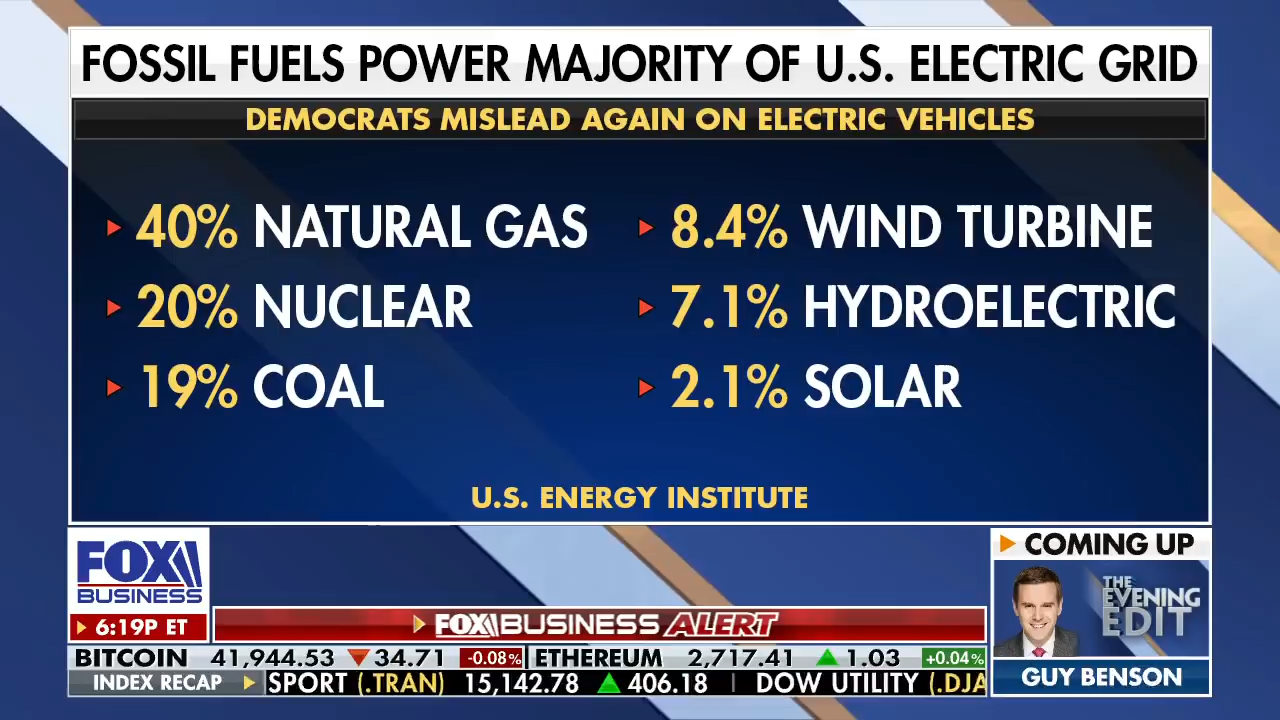 FOSSIL FUELS POWER MAJORITY OF U.S. ELECTRIC GRID
DEMOCRATS MISLEAD AGAIN ON ELECTRIC VEHICLES
40% NATURAL GAS
20% NUCLEAR
19% COAL
8.4% WIND TURBINE
7.1% HYDROELECTRIC
2.1% SOLAR
U.S. ENERGY INSTITUTE
FOX
BUSINESS
6:19P ET
FOX BUSINESS ALERT
BITCOIN 41,944.53 34.71 -0.08% ETHEREUM 2,717.41 1.03 +0.04%
INDEX RECAP SPORT (.TRAN) 15,142.78 406.18 DOW UTILITY (.DJA
COMING UP
THE
EVENING
EDIT
GUY BENSON